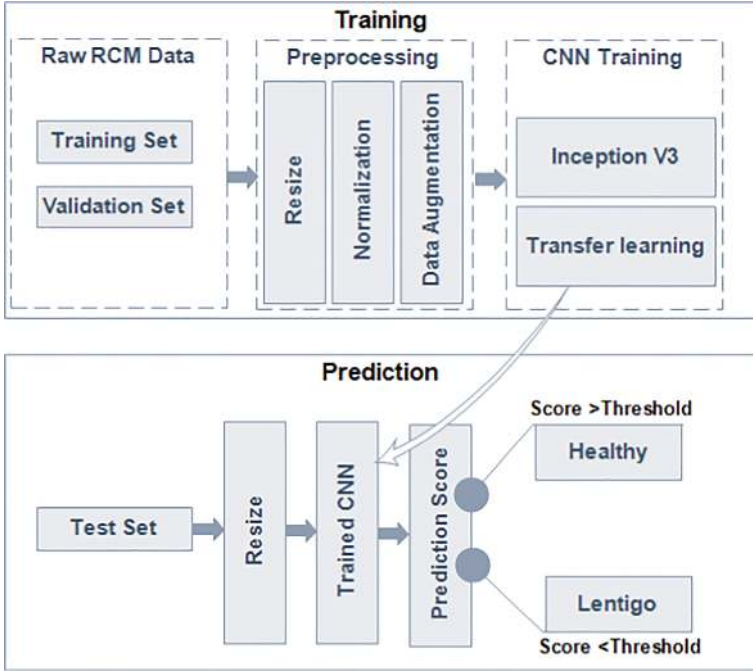 Training
Raw RCM Data
Training Set
Validation Set
Preprocessing
Resize
Normalization
Data Augmentation
CNN Training
Inception V3
Transfer learning
Prediction
Test Set
Resize
Trained CNN
Prediction Score
Score >Threshold
Healthy
Lentigo
Score <Threshold